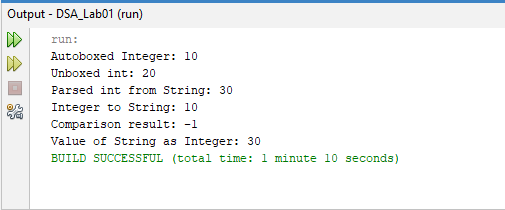 Output - DSA_Lab01 (run)
run:
Autoboxed Integer: 10
Unboxed int: 20
Parsed int from String: 30
Integer to String: 10
Comparison result: -1
Value of String as Integer: 30
BUILD SUCCESSFUL (total time: 1 minute 10 seconds)